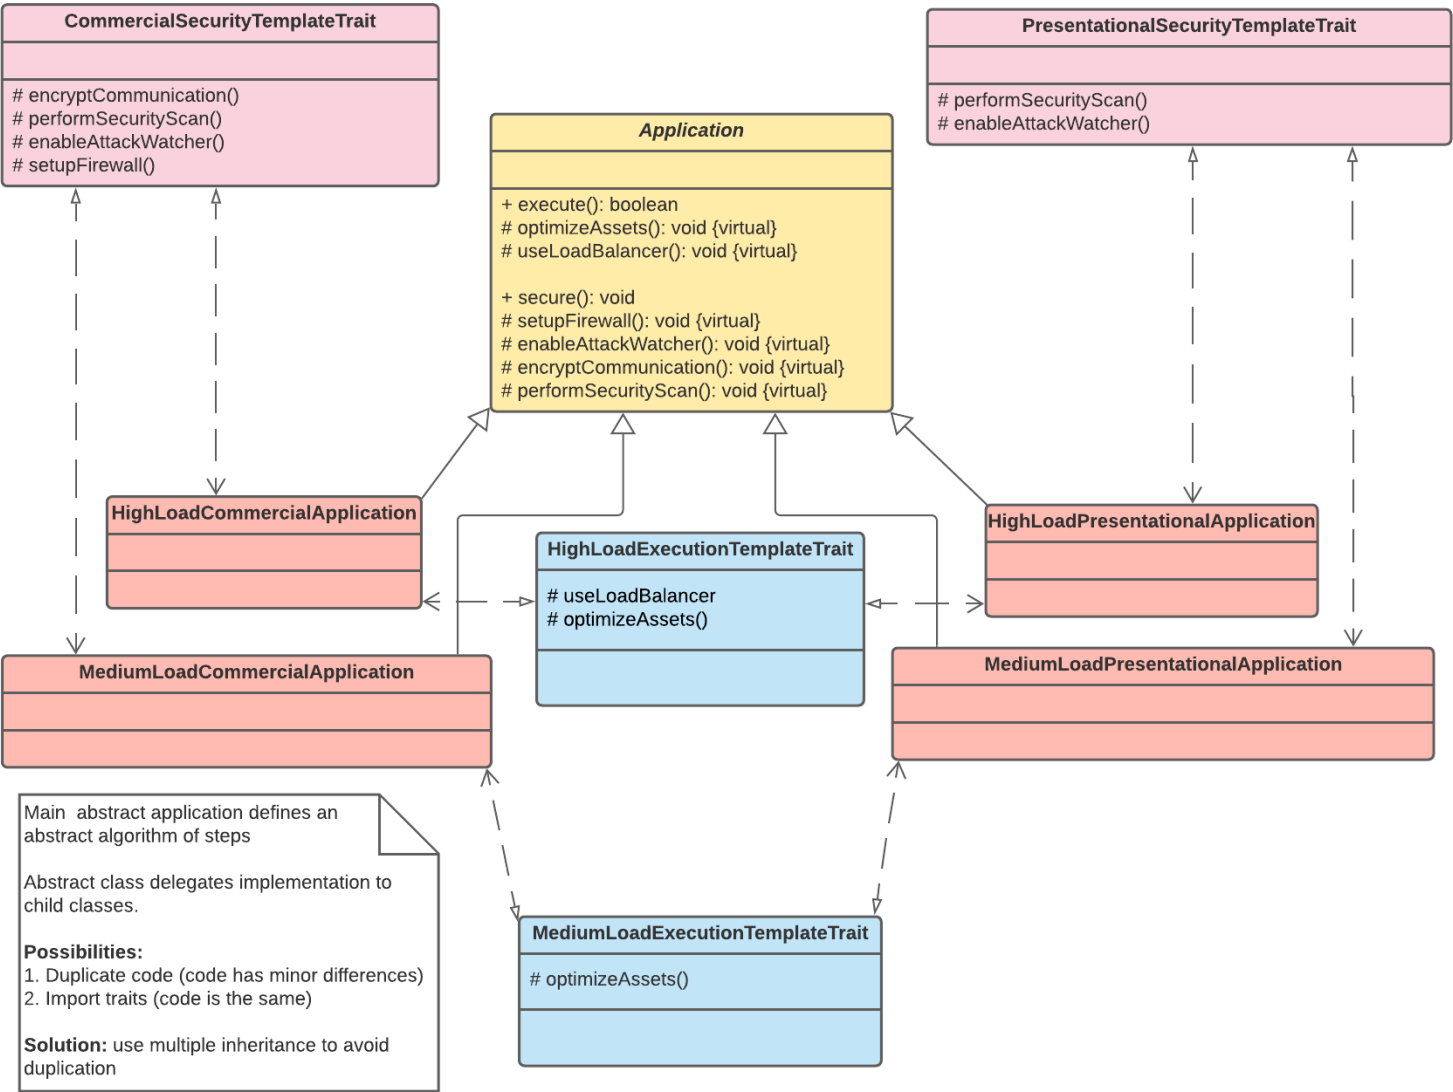 CommercialSecurityTemplateTrait
# encryptCommunication()
# performSecurityScan()
# enableAttackWatcher()
# setupFirewall()
PresentationalSecurityTemplateTrait
# performSecurityScan()
# enableAttackWatcher()
Application
+ execute(): boolean
# optimizeAssets(): void {virtual}
# useLoadBalancer(): void {virtual}
+ secure(): void
# setupFirewall(): void {virtual}
# enableAttackWatcher(): void {virtual}
# encryptCommunication(): void {virtual}
# performSecurityScan(): void {virtual}
HighLoadCommercialApplication
HighLoadPresentationalApplication
HighLoadExecutionTemplateTrait
# useLoadBalancer
# optimizeAssets()
MediumLoadCommercialApplication
MediumLoadPresentationalApplication
Main  abstract application defines an
abstract algorithm of steps
Abstract class delegates implementation to
child classes.
Possibilities:
1. Duplicate code (code has minor differences)
2. Import traits (code is the same)
Solution: use multiple inheritance to avoid
duplication
MediumLoadExecutionTemplateTrait
# optimizeAssets()